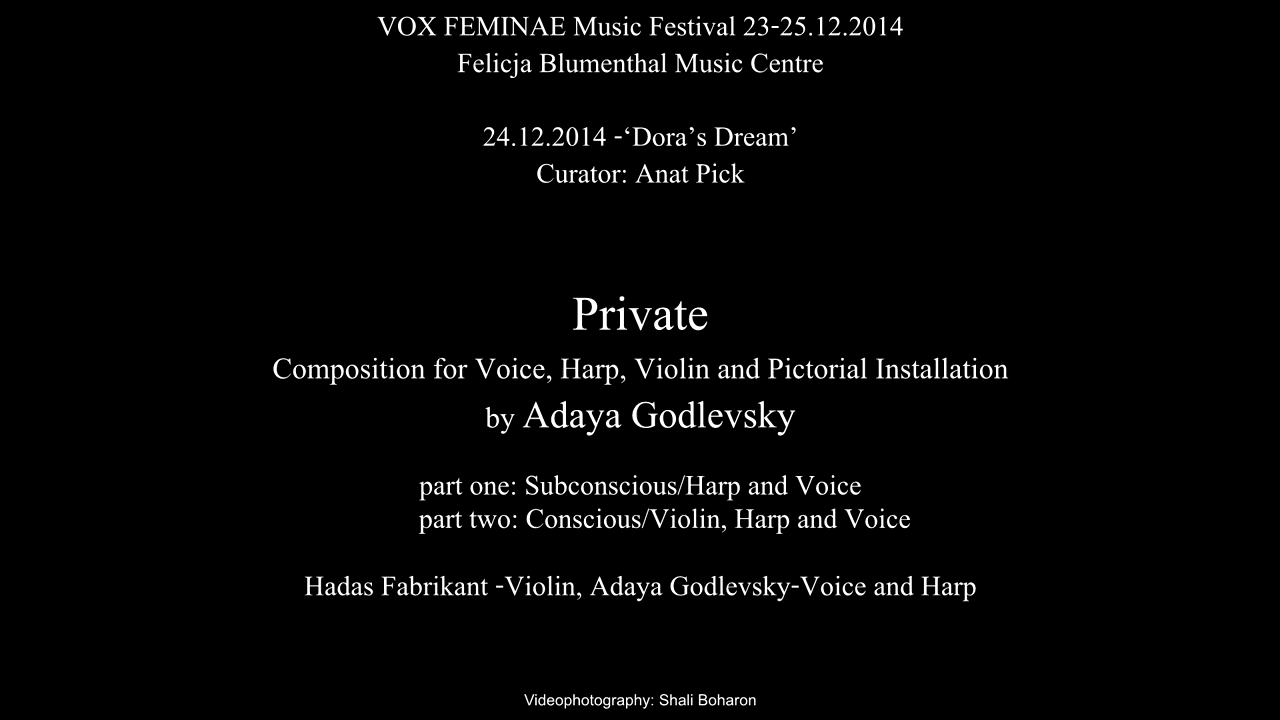 VOX FEMINAE Music Festival 23-25.12.2014
Felicja Blumenthal Music Centre
24.12.2014 -‘Dora’s Dream’
Curator: Anat Pick
Private
Composition for Voice, Harp, Violin and Pictorial Installation
by Adaya Godlevsky
part one: Subconscious/Harp and Voice
part two: Conscious/Violin, Harp and Voice
Hadas Fabrikant -Violin, Adaya Godlevsky-Voice and Harp
Videophotography: Shali Boharon